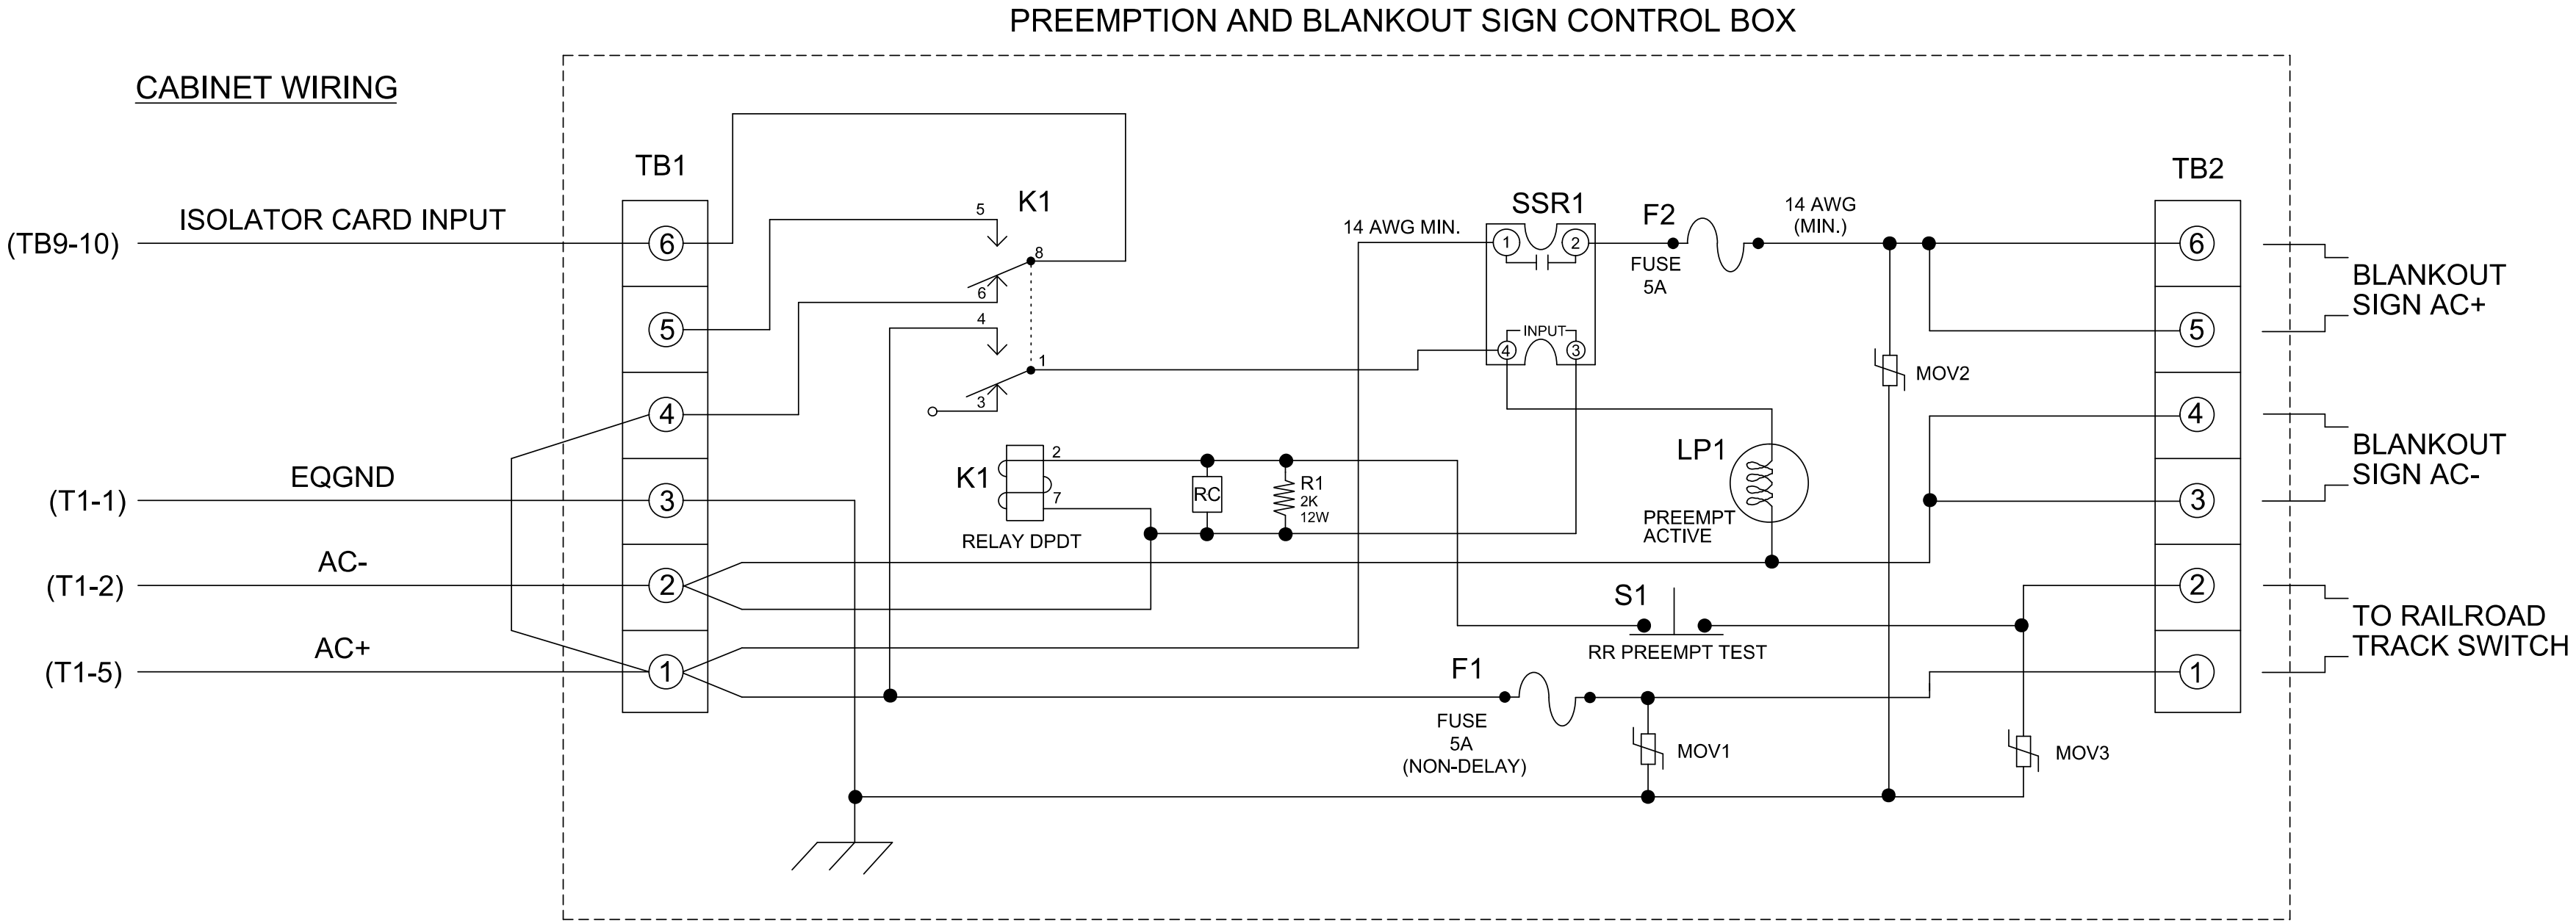 PREEMPTION AND BLANKOUT SIGN CONTROL BOX
CABINET WIRING
(TB9-10)
ISOLATOR CARD INPUT
(T1-1)
EQGND
(T1-2)
AC-
(T1-5)
AC+
TB1
6
5
4
3
2
1
K1
5
8
6
4
1
3
K1
2
7
RELAY DPDT
RC
R1
2K
12W
14 AWG MIN.
SSR1
1
2
INPUT
4
3
F2
FUSE
5A
14 AWG
(MIN.)
MOV2
LP1
PREEMPT
ACTIVE
S1
RR PREEMPT TEST
F1
FUSE
5A
(NON-DELAY)
MOV1
MOV3
TB2
6
5
4
3
2
1
BLANKOUT
SIGN AC+
BLANKOUT
SIGN AC-
TO RAILROAD
TRACK SWITCH